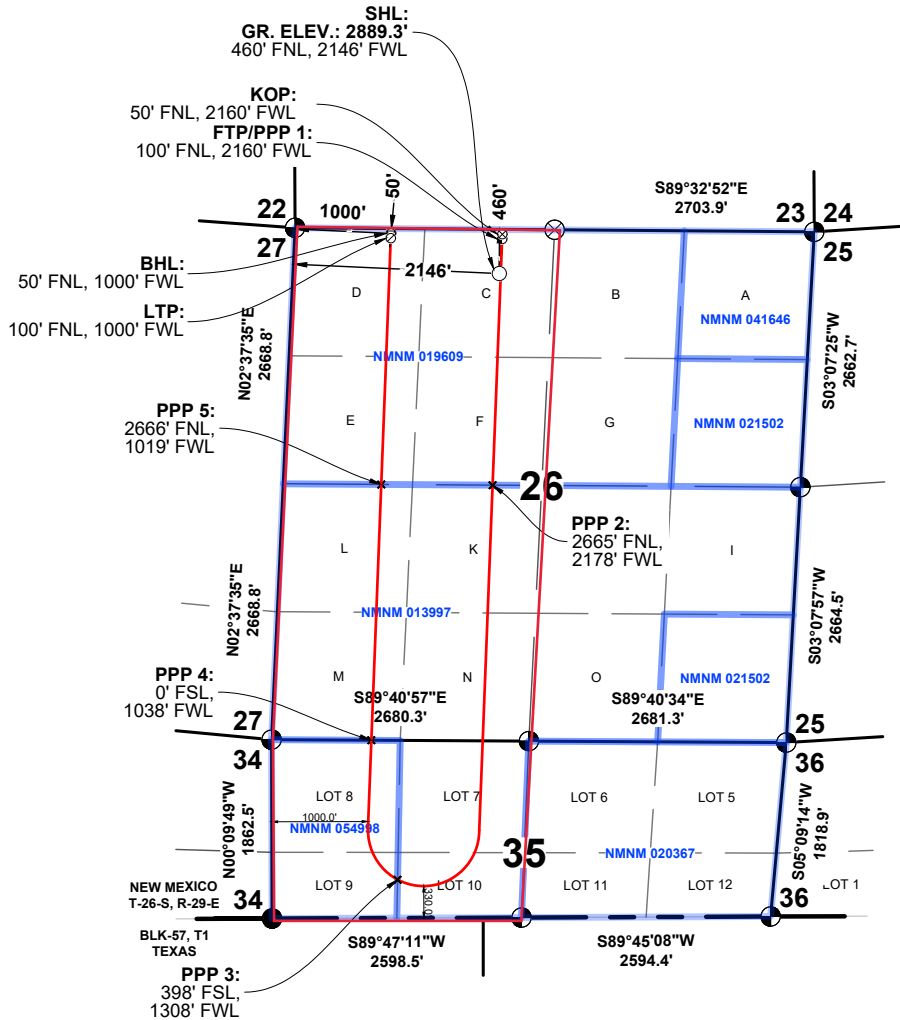 SHL:
GR. ELEV.: 2889.3'
460' FNL, 2146' FWL
KOP:
50' FNL, 2160' FWL
FTP/PPP 1:
100' FNL, 2160' FWL
50'
460'
S89°32'52"E
2703.9'
22
1000'
23
24
27
25
BHL:
50' FNL, 1000' FWL
2146'
LTP:
100' FNL, 1000' FWL
D
C
B
A
NMNM 041646
N02°37'35"E
2668.8'
NMNM 019609
S03°07'25"W
2662.7'
PPP 5:
2666' FNL,
1019' FWL
E
F
G
NMNM 021502
26
PPP 2:
2665' FNL,
2178' FWL
L
K
I
N02°37'35"E
2668.8'
NMNM 013997
S03°07'57"W
2664.5'
PPP 4:
0' FSL,
1038' FWL
M
N
O
NMNM 021502
S89°40'57"E
2680.3'
S89°40'34"E
2681.3'
27
25
34
36
N00°09'49"W
1862.5'
LOT 8
LOT 7
LOT 6
LOT 5
1000.0'
NMNM 054998
S05°09'14"W
1818.9'
35
NMNM 020367
NEW MEXICO
T-26-S, R-29-E
LOT 9
LOT 10
LOT 11
LOT 12
LOT 1
330.0'
34
36
BLK-57, T1
TEXAS
S89°47'11"W
2598.5'
S89°45'08"W
2594.4'
PPP 3:
398' FSL,
1308' FWL